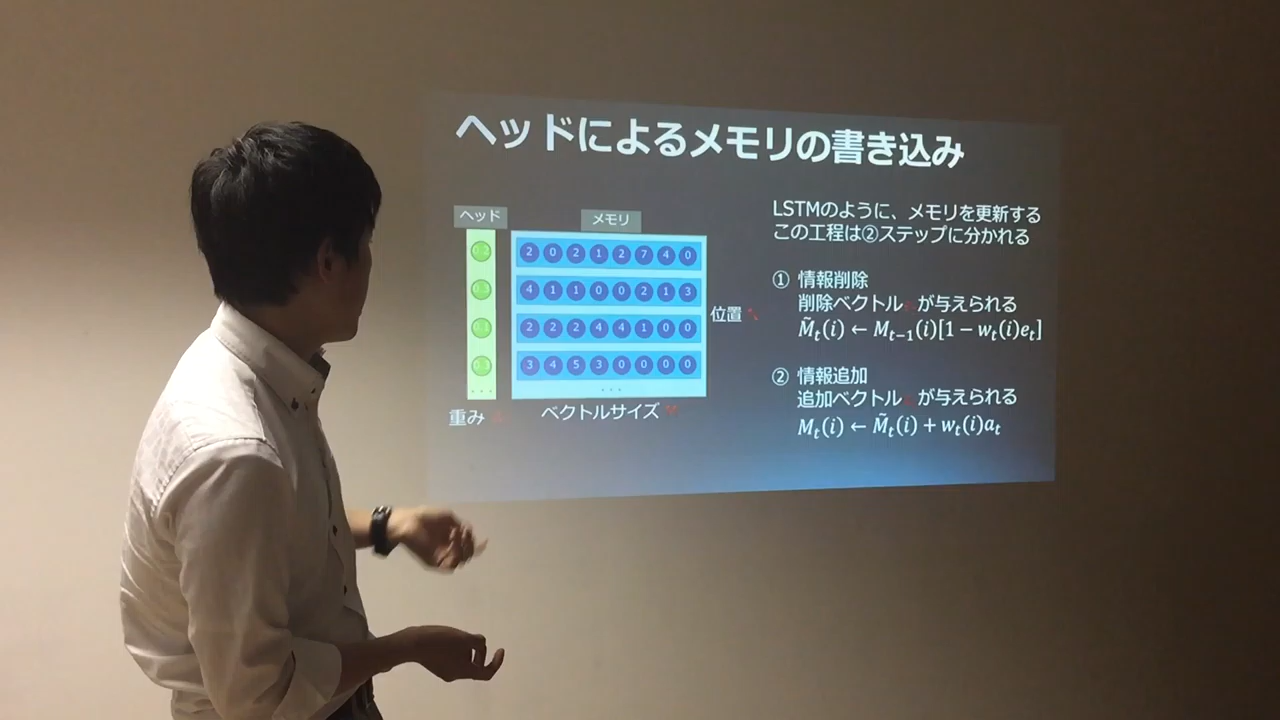 ヘッドによるメモリの書き込み
ヘッド
メモリ
2 0 2 1 2 7 4 0
4 1 1 0 0 2 1 3
2 2 2 4 4 1 0 0
3 4 5 3 0 0 0 0
...
...
位置
重み
ベクトルサイズ
LSTMのように、メモリを更新する
この工程は②ステップに分かれる
① 情報削除
削除ベクトル が与えられる
M̃t(i) ← Mt−1(i)[1 − wt(i)et]
② 情報追加
追加ベクトル が与えられる
Mt(i) ← M̃t(i) + wt(i)at